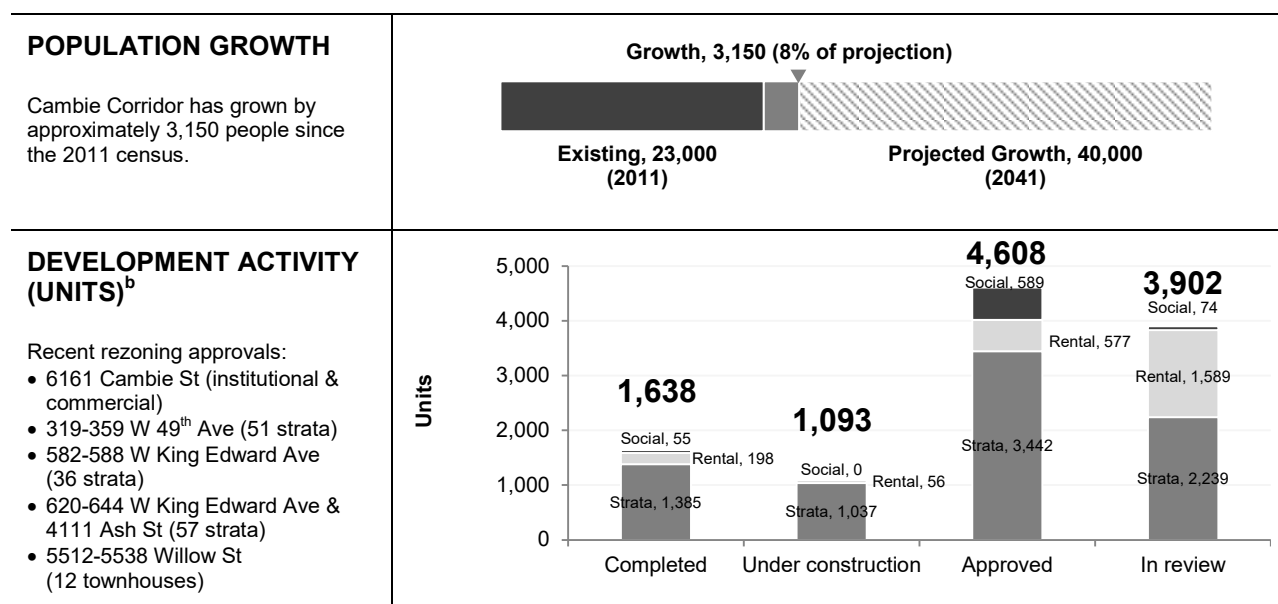 POPULATION GROWTH
Cambie Corridor has grown by
approximately 3,150 people since
the 2011 census.
Growth, 3,150 (8% of projection)
Existing, 23,000
(2011)
Projected Growth, 40,000
(2041)
DEVELOPMENT ACTIVITY
(UNITS)b
Recent rezoning approvals:
• 6161 Cambie St (institutional &
commercial)
• 319-359 W 49th Ave (51 strata)
• 582-588 W King Edward Ave
(36 strata)
• 620-644 W King Edward Ave &
4111 Ash St (57 strata)
• 5512-5538 Willow St
(12 townhouses)
Units
5,000
4,000
3,000
2,000
1,000
0
1,638
Social, 55
Rental, 198
Strata, 1,385
Completed
1,093
Social, 0
Rental, 56
Strata, 1,037
Under construction
4,608
Social, 589
Rental, 577
Strata, 3,442
Approved
3,902
Social, 74
Rental, 1,589
Strata, 2,239
In review